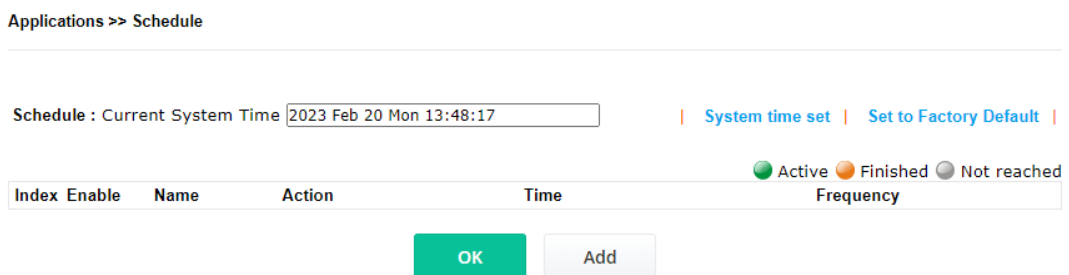 Applications >> Schedule
Schedule : Current System Time 2023 Feb 20 Mon 13:48:17 | System time set | Set to Factory Default |
Active Finished Not reached
Index Enable Name Action Time Frequency
OK Add